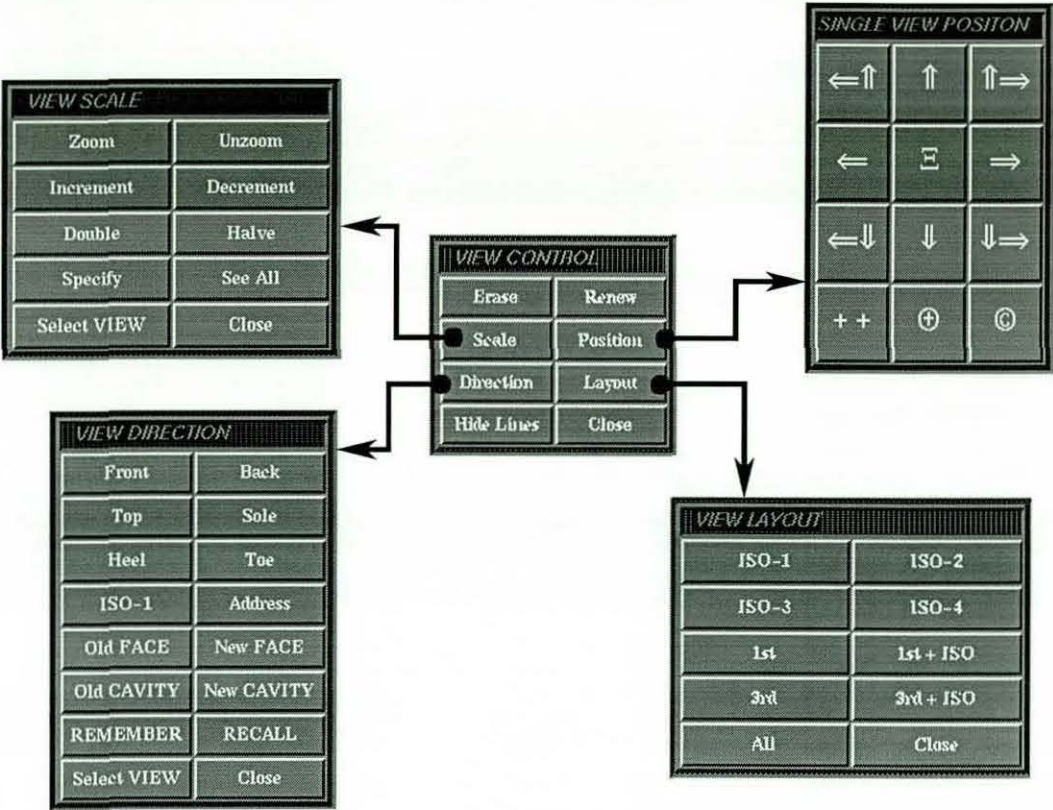 SINGLE VIEW POSITON
⇐⇑ ⇑ ⇑⇒
⇐ Ξ ⇒
⇐⇓ ⇓ ⇓⇒
+ + ⊕ ©
VIEW SCALE
Zoom Unzoom
Increment Decrement
Double Halve
Specify See All
Select VIEW Close
VIEW CONTROL
Erase Renew
Scale Position
Direction Layout
Hide Lines Close
VIEW DIRECTION
Front Back
Top Sole
Heel Toe
ISO-1 Address
Old FACE New FACE
Old CAVITY New CAVITY
REMEMBER RECALL
Select VIEW Close
VIEW LAYOUT
ISO-1 ISO-2
ISO-3 ISO-4
1st 1st + ISO
3rd 3rd + ISO
All Close